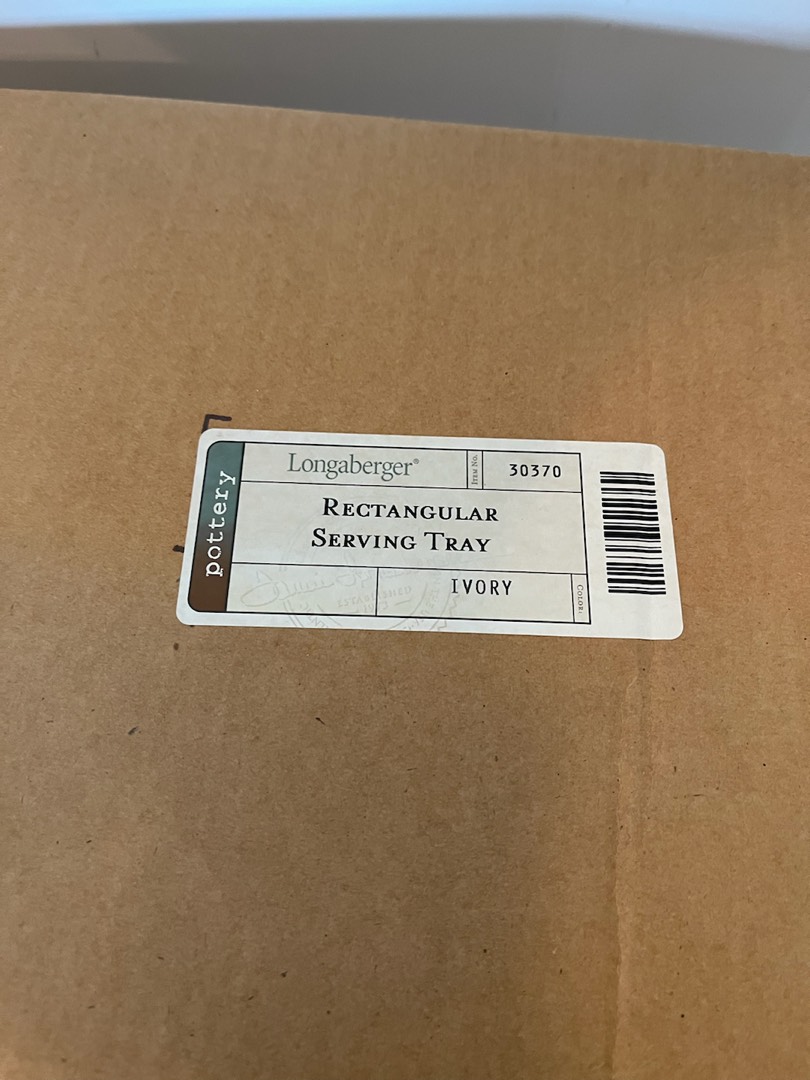 pottery
Longaberger®
ITEM NO.
30370
RECTANGULAR
SERVING TRAY
IVORY
COLOR: